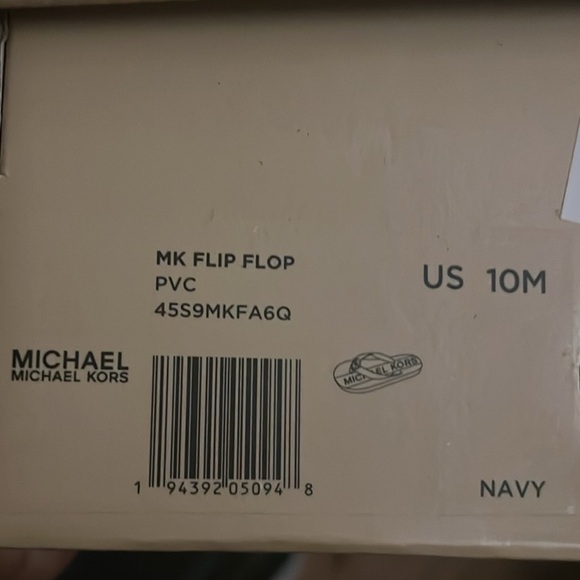 MK FLIP FLOP
PVC
45S9MKFA6Q
US 10M
MICHAEL
MICHAEL KORS
MICHAEL KORS
1 94392 05094 8
NAVY